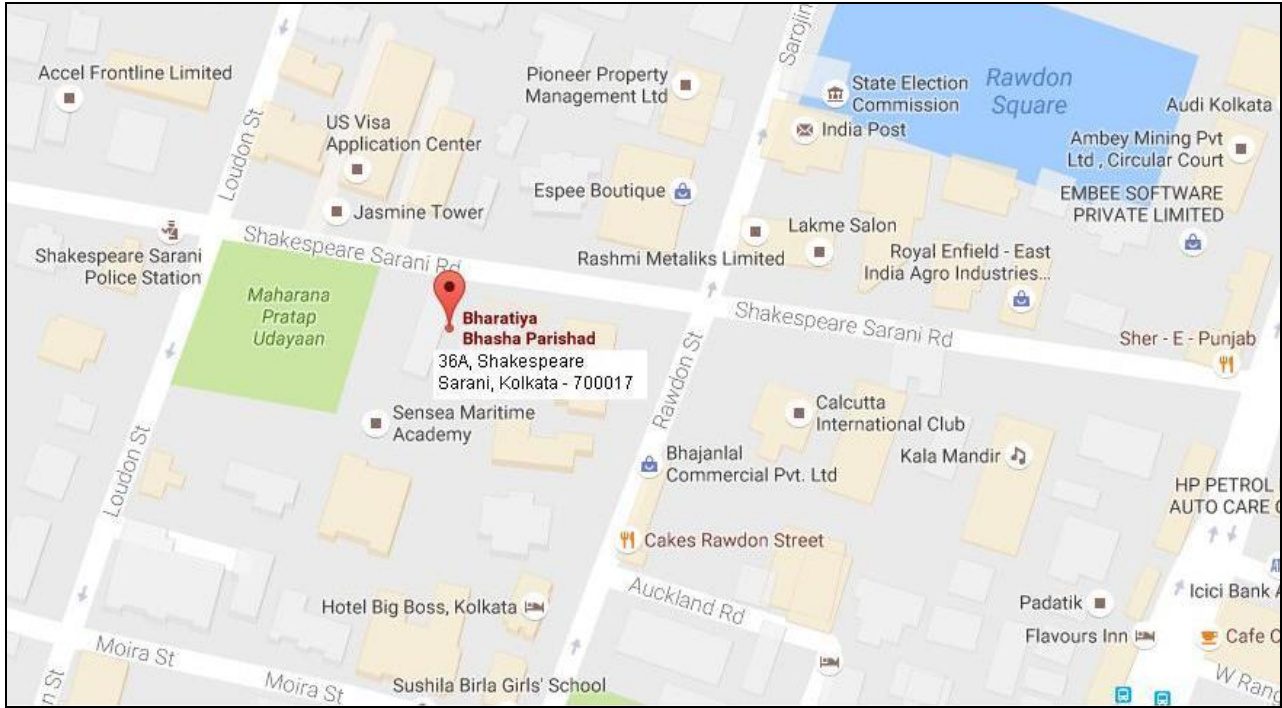 Accel Frontline Limited
Loudon St
US Visa
Application Center
Jasmine Tower
Pioneer Property
Management Ltd
Espee Boutique
Sarojin
State Election
Commission
India Post
Rawdon
Square
Audi Kolkata
Ambey Mining Pvt
Ltd , Circular Court
EMBEE SOFTWARE
PRIVATE LIMITED
Lakme Salon
Rashmi Metaliks Limited
Royal Enfield - East
India Agro Industries...
Shakespeare Sarani
Police Station
Shakespeare Sarani Rd
Maharana
Pratap
Udayaan
Bharatiya
Bhasha Parishad
36A, Shakespeare
Sarani, Kolkata - 700017
Shakespeare Sarani Rd
Sher - E - Punjab
Rawdon St
Sensea Maritime
Academy
Calcutta
International Club
Bhajanlal
Commercial Pvt. Ltd
Kala Mandir
Loudon St
HP PETROL
AUTO CARE
Cakes Rawdon Street
Auckland Rd
Hotel Big Boss, Kolkata
Padatik
Icici Bank
Flavours Inn
Cafe
Moira St
Moira St
Sushila Birla Girls' School
W Rang
n St